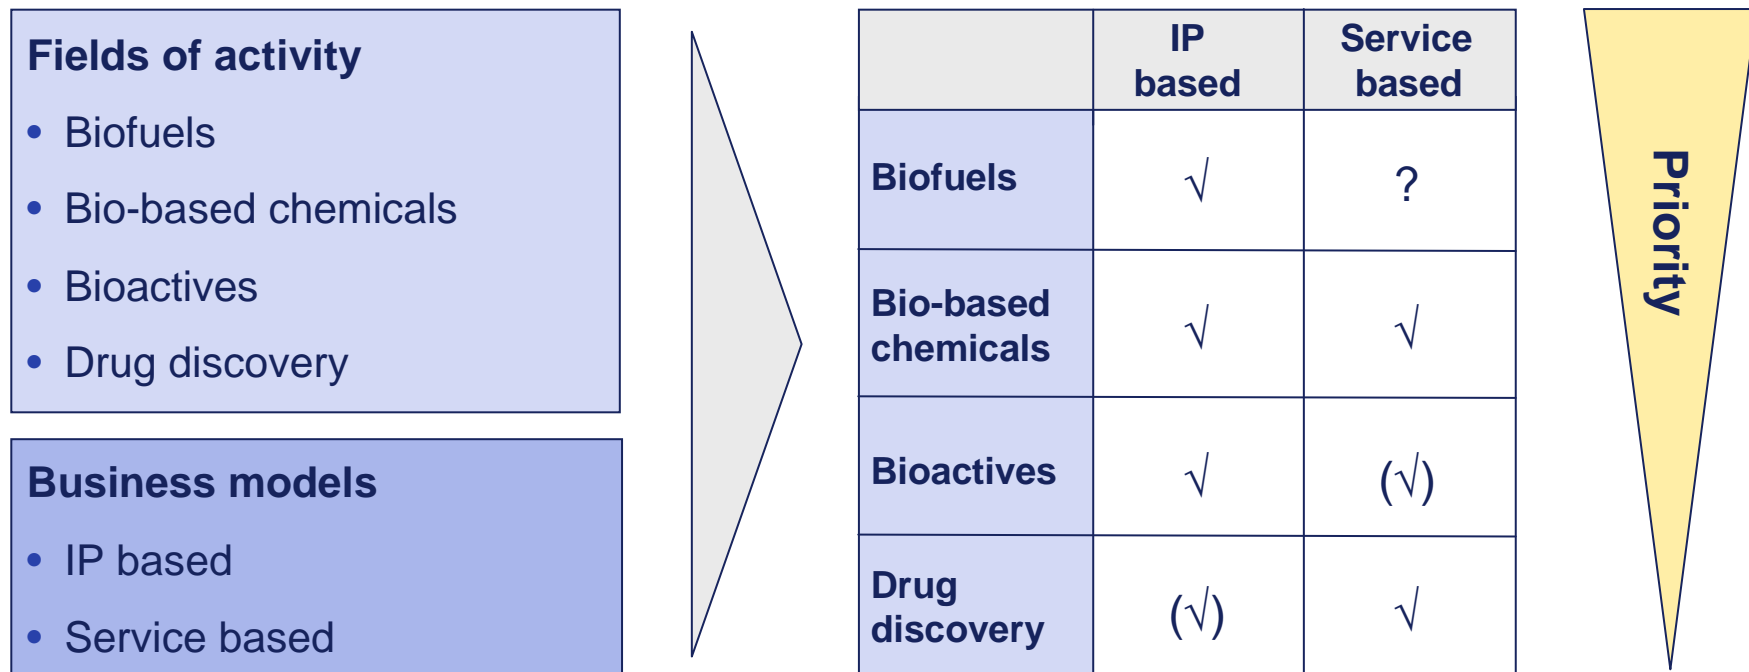 Fields of activity
• Biofuels
• Bio-based chemicals
• Bioactives
• Drug discovery
Business models
• IP based
• Service based
IP
based
Service
based
Biofuels √ ?
Bio-based
chemicals √ √
Bioactives √ (√)
Drug
discovery (√) √
Priority